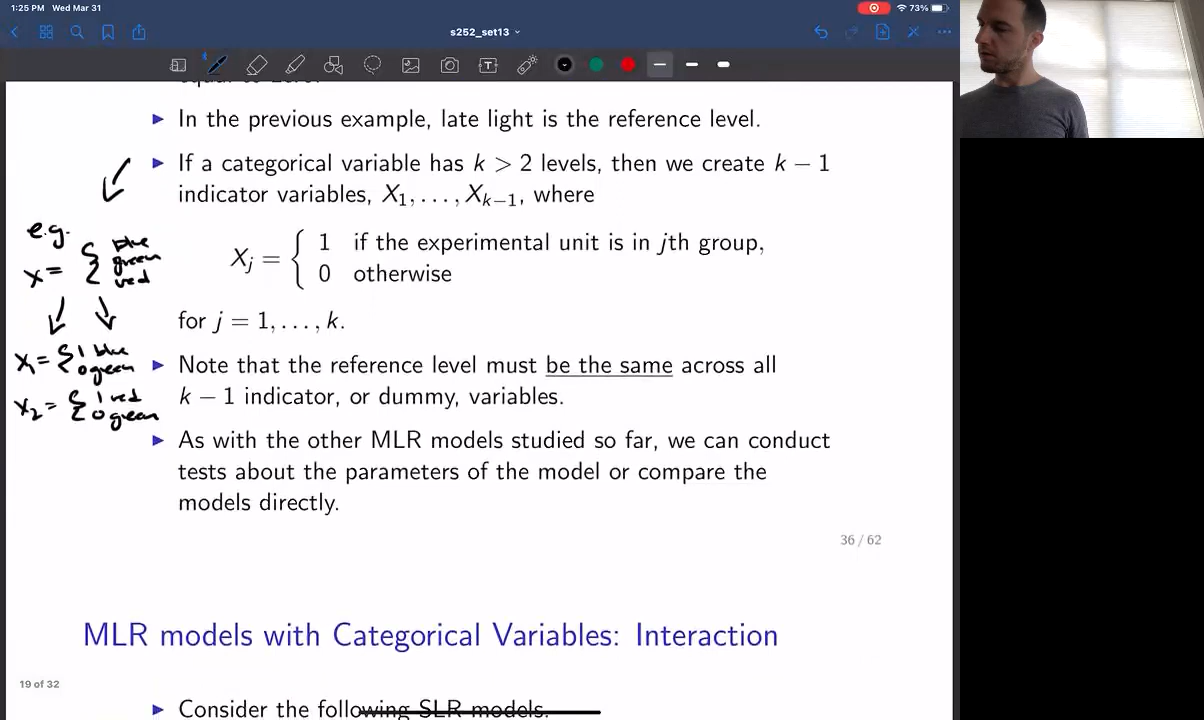 1:25 PM Wed Mar 31
73%
s252_set13
equal to zero.
▶ In the previous example, late light is the reference level.
▶ If a categorical variable has k > 2 levels, then we create k − 1
indicator variables, X₁, . . . , Xₖ₋₁, where
Xⱼ = { 1 if the experimental unit is in jth group,
0 otherwise
for j = 1, . . . , k.
e.g.
x = { blue
green
red
x₁ = { 1 blue
0 green
x₂ = { 1 red
0 green
▶ Note that the reference level must be the same across all
k − 1 indicator, or dummy, variables.
▶ As with the other MLR models studied so far, we can conduct
tests about the parameters of the model or compare the
models directly.
36 / 62
MLR models with Categorical Variables: Interaction
19 of 32
▶ Consider the following SLR models.